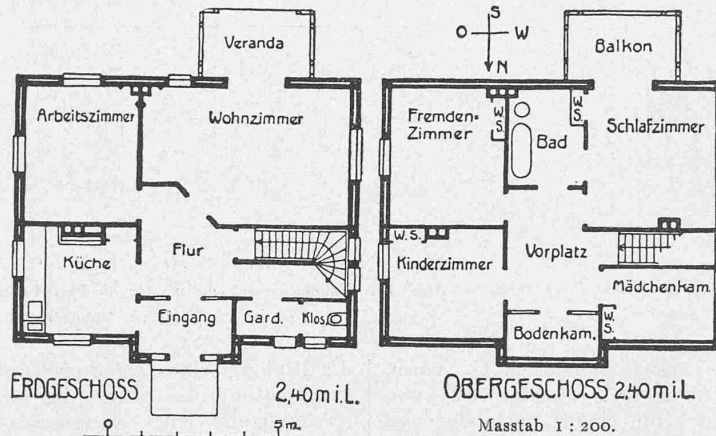 Veranda
Arbeitszimmer
Wohnzimmer
Küche
Flur
Eingang
Gard.
Klos.
ERDGESCHOSS 2,40 m i. L.
5 m
S
O W
N
Balkon
Fremden-
Zimmer
W.
S.
Bad
W.
S.
Schlafzimmer
W.S.
Kinderzimmer
Vorplatz
Mädchenkam.
Bodenkam.
W.
S.
OBERGESCHOSS 2,40 m i. L.
Masstab 1 : 200.